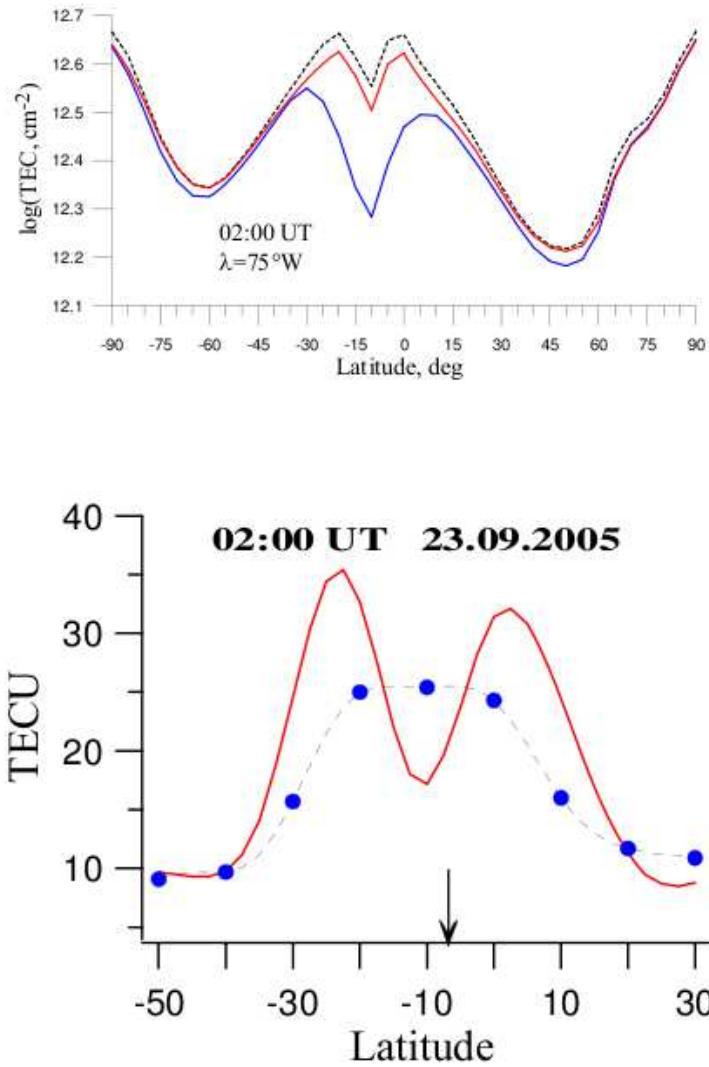 12.7
12.6
12.5
12.4
12.3
12.2
12.1
log(TEC, cm-2)
02:00 UT
λ=75°W
-90 -75 -60 -45 -30 -15 0 15 30 45 60 75 90
Latitude, deg
40
30
20
10
TECU
02:00 UT 23.09.2005
-50 -30 -10 10 30
Latitude